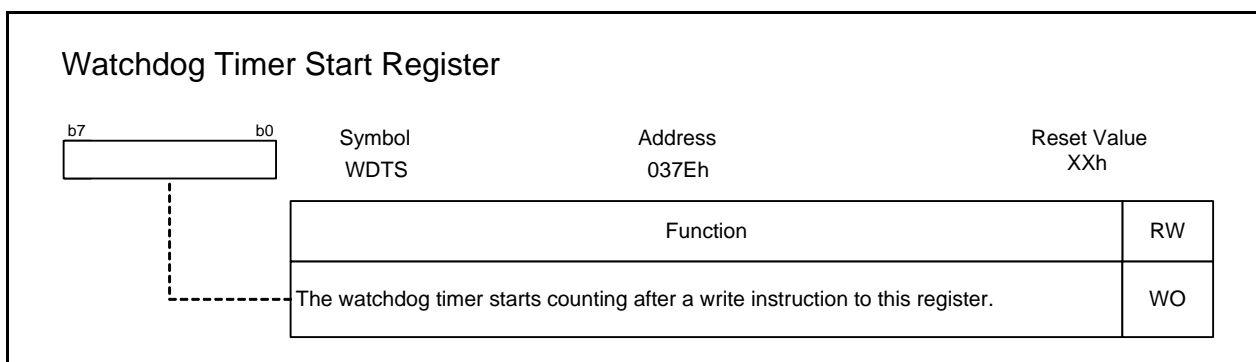 Watchdog Timer Start Register
b7 b0 Symbol Address Reset Value
WDTS 037Eh XXh
Function RW
The watchdog timer starts counting after a write instruction to this register. WO